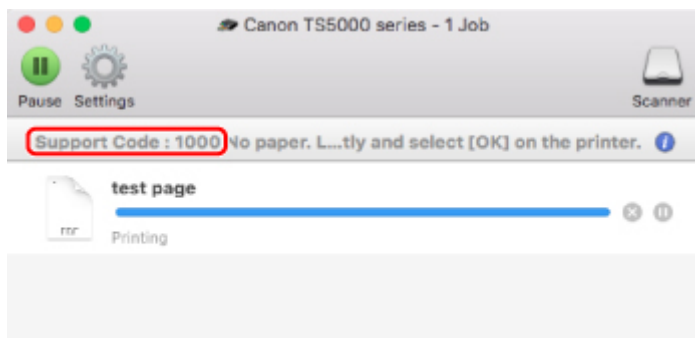 Canon TS5000 series - 1 Job
Pause Settings Scanner
Support Code : 1000 No paper. L...tly and select [OK] on the printer.
test page
Printing